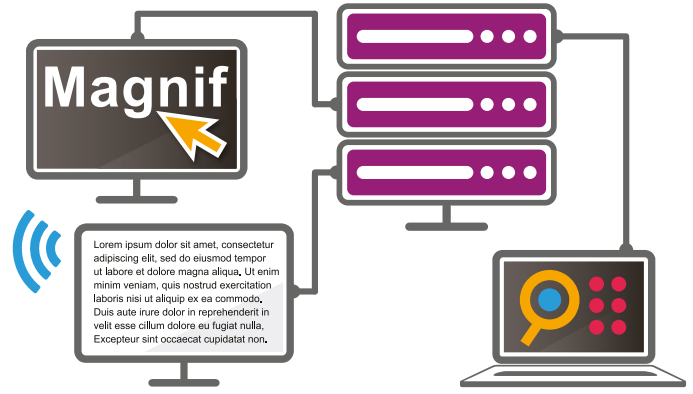 Magnif
Lorem ipsum dolor sit amet, consectetur
adipiscing elit, sed do eiusmod tempor
ut labore et dolore magna aliqua. Ut enim
minim veniam, quis nostrud exercitation
laboris nisi ut aliquip ex ea commodo.
Duis aute irure dolor in reprehenderit in
velit esse cillum dolore eu fugiat nulla,
Excepteur sint occaecat cupidatat non.